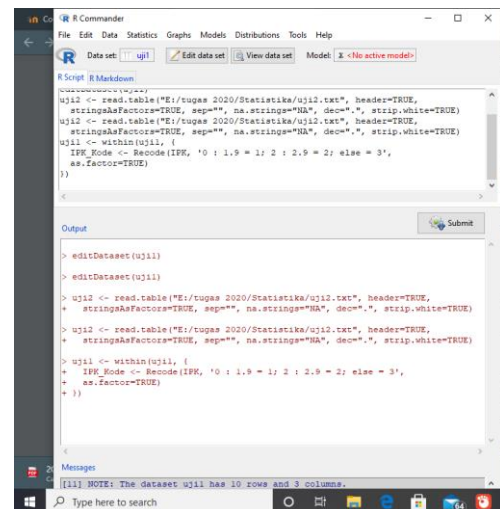 R Commander
File Edit Data Statistics Graphs Models Distributions Tools Help
R Data set: uji1 Edit data set View data set Model: Σ <No active model>
R Script R Markdown
editDataset(uji1)
uji2 <- read.table("E:/tugas 2020/Statistika/uji2.txt", header=TRUE,
stringsAsFactors=TRUE, sep="", na.strings="NA", dec=".", strip.white=TRUE)
uji2 <- read.table("E:/tugas 2020/Statistika/uji2.txt", header=TRUE,
stringsAsFactors=TRUE, sep="", na.strings="NA", dec=".", strip.white=TRUE)
uji1 <- within(uji1, {
IPK_Kode <- Recode(IPK, '0 : 1.9 = 1; 2 : 2.9 = 2; else = 3',
as.factor=TRUE)
})
Output
Submit
> editDataset(uji1)
> editDataset(uji1)
> uji2 <- read.table("E:/tugas 2020/Statistika/uji2.txt", header=TRUE,
+ stringsAsFactors=TRUE, sep="", na.strings="NA", dec=".", strip.white=TRUE)
> uji2 <- read.table("E:/tugas 2020/Statistika/uji2.txt", header=TRUE,
+ stringsAsFactors=TRUE, sep="", na.strings="NA", dec=".", strip.white=TRUE)
> uji1 <- within(uji1, {
+ IPK_Kode <- Recode(IPK, '0 : 1.9 = 1; 2 : 2.9 = 2; else = 3',
+ as.factor=TRUE)
+ })
Messages
[11] NOTE: The dataset uji1 has 10 rows and 3 columns.
Type here to search
64